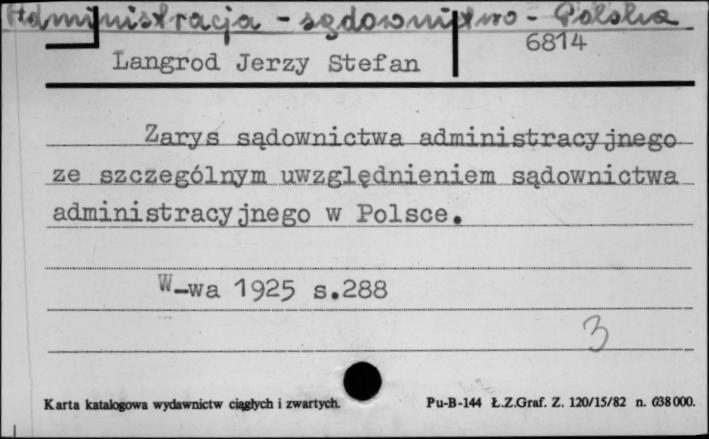 Administracja - sądownictwo - Polska
6814
Langrod Jerzy Stefan
Zarys sądownictwa administracyjnego
ze szczególnym uwzględnieniem sądownictwa
administracyjnego w Polsce.
W-wa 1925 s.288
3
Karta katalogowa wydawnictw ciągłych i zwartych. Pu-B-144 Ł.Z.Graf. Z. 120/15/82 n. 638000.